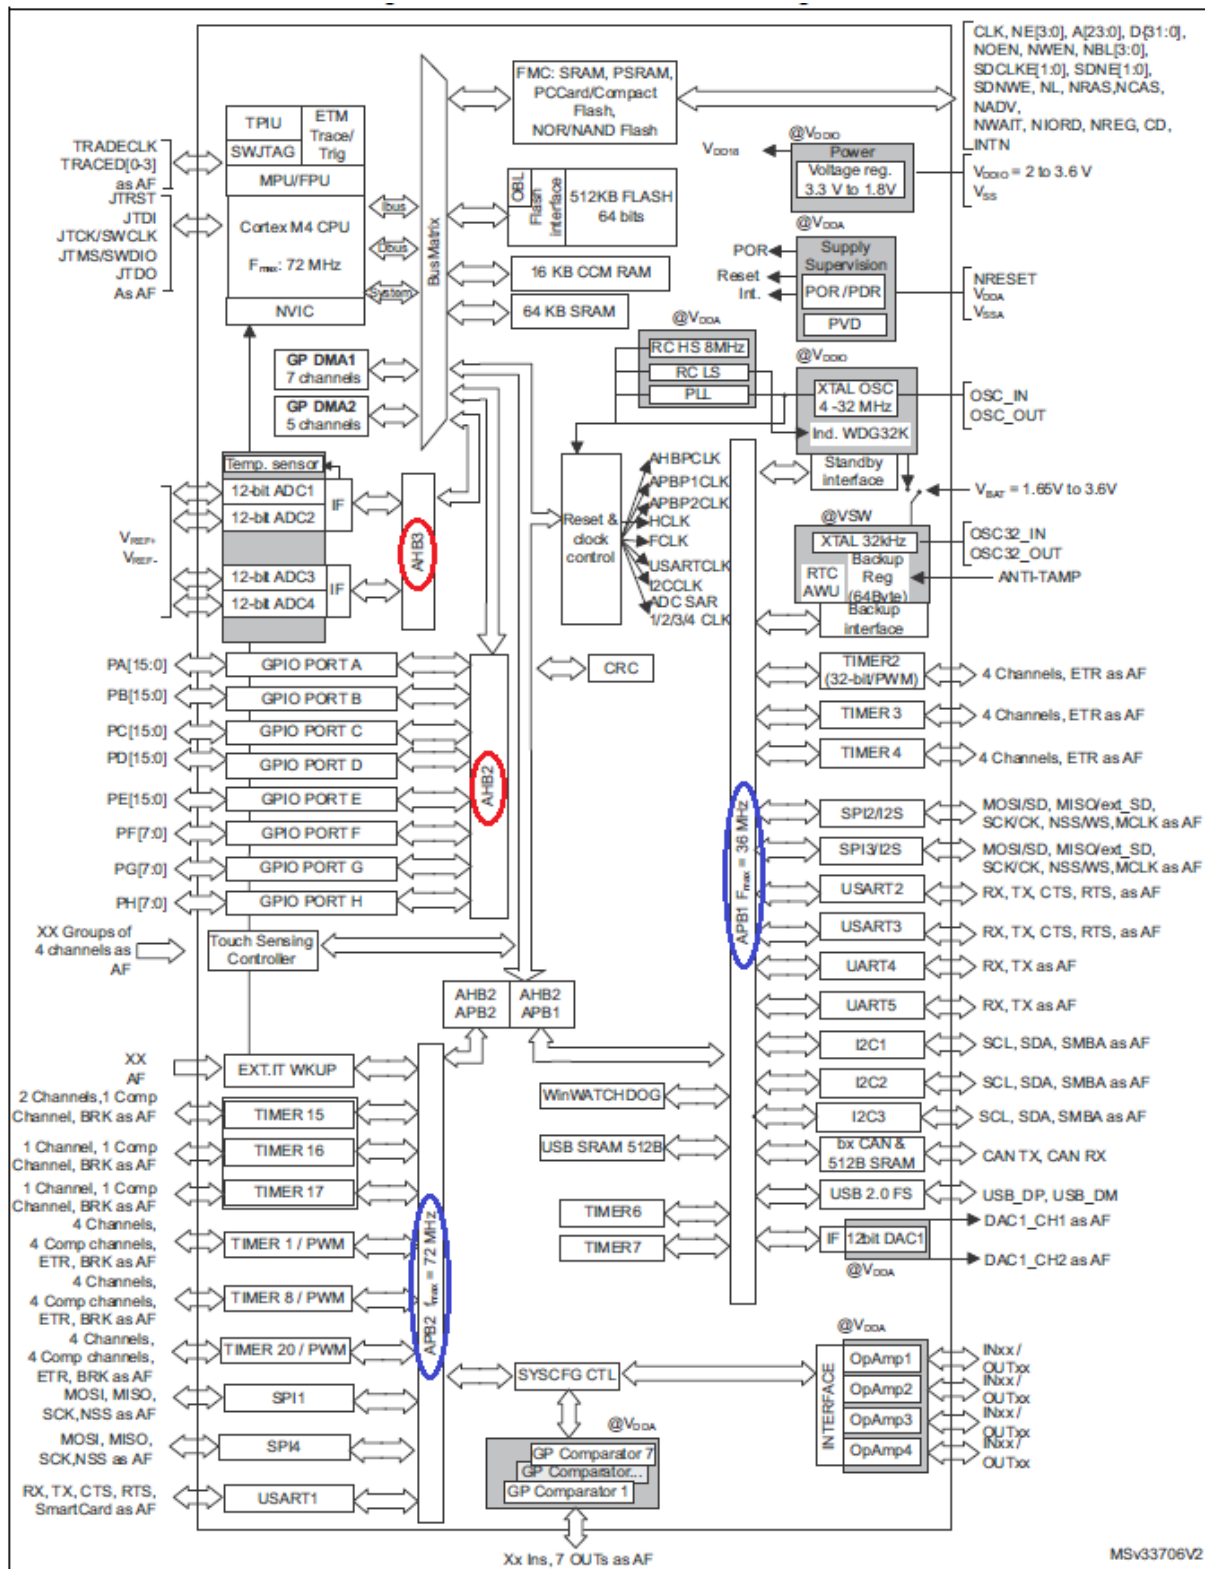 CLK, NE[3:0], A[23:0], D[31:0],
NOEN, NWEN, NBL[3:0],
SDCLKE[1:0], SDNE[1:0],
SDNWE, NL, NRAS,NCAS,
NADV,
NWAIT, NIORD, NREG, CD,
INTN
FMC: SRAM, PSRAM,
PCCard/Compact
Flash,
NOR/NAND Flash
TPIU
ETM
Trace/
Trig
SWJTAG
MPU/FPU
Cortex M4 CPU
Fmax: 72 MHz
NVIC
TRADECLK
TRACED[0-3]
as AF
JTRST
JTDI
JTCK/SWCLK
JTMS/SWDIO
JTDO
As AF
Ibus
Dbus
System
BusMatrix
OBL
Flash
interface
512KB FLASH
64 bits
16 KB CCM RAM
64 KB SRAM
@VDDIO
Power
VDD18
Voltage reg.
3.3 V to 1.8V
VDDIO = 2 to 3.6 V
VSS
@VDDA
Supply
Supervision
POR
Reset
Int.
POR /PDR
PVD
NRESET
VDDA
VSSA
@VDDA
RC HS 8MHz
RC LS
PLL
@VDDIO
XTAL OSC
4 -32 MHz
Ind. WDG32K
Standby
interface
OSC_IN
OSC_OUT
VBAT = 1.65V to 3.6V
@VSW
XTAL 32kHz
RTC
AWU
Backup
Reg
(64Byte)
Backup
interface
OSC32_IN
OSC32_OUT
ANTI-TAMP
GP DMA1
7 channels
GP DMA2
5 channels
Temp. sensor
12-bit ADC1
12-bit ADC2
IF
12-bit ADC3
12-bit ADC4
IF
VREF+
VREF-
AHB3
Reset &
clock
control
AHBPCLK
APBP1CLK
APBP2CLK
HCLK
FCLK
USARTCLK
I2CCLK
ADC SAR
1/2/3/4 CLK
PA[15:0]
GPIO PORT A
PB[15:0]
GPIO PORT B
PC[15:0]
GPIO PORT C
PD[15:0]
GPIO PORT D
PE[15:0]
GPIO PORT E
PF[7:0]
GPIO PORT F
PG[7:0]
GPIO PORT G
PH[7:0]
GPIO PORT H
AHB2
CRC
XX Groups of
4 channels as
AF
Touch Sensing
Controller
AHB2
APB2
AHB2
APB1
APB1 Fmax = 36 MHz
TIMER2
(32-bit/PWM)
4 Channels, ETR as AF
TIMER 3
4 Channels, ETR as AF
TIMER 4
4 Channels, ETR as AF
SPI2/I2S
MOSI/SD, MISO/ext_SD,
SCK/CK, NSS/WS,MCLK as AF
SPI3/I2S
MOSI/SD, MISO/ext_SD,
SCK/CK, NSS/WS,MCLK as AF
USART2
RX, TX, CTS, RTS, as AF
USART3
RX, TX, CTS, RTS, as AF
UART4
RX, TX as AF
UART5
RX, TX as AF
I2C1
SCL, SDA, SMBA as AF
I2C2
SCL, SDA, SMBA as AF
I2C3
SCL, SDA, SMBA as AF
bx CAN &
512B SRAM
CAN TX, CAN RX
USB 2.0 FS
USB_DP, USB_DM
IF
12bit DAC1
DAC1_CH1 as AF
DAC1_CH2 as AF
@VDDA
WinWATCHDOG
USB SRAM 512B
TIMER6
TIMER7
XX
AF
EXT.IT WKUP
2 Channels,1 Comp
Channel, BRK as AF
TIMER 15
1 Channel, 1 Comp
Channel, BRK as AF
TIMER 16
1 Channel, 1 Comp
Channel, BRK as AF
TIMER 17
4 Channels,
4 Comp channels,
ETR, BRK as AF
TIMER 1 / PWM
4 Channels,
4 Comp channels,
ETR, BRK as AF
TIMER 8 / PWM
4 Channels,
4 Comp channels,
ETR, BRK as AF
TIMER 20 / PWM
MOSI, MISO,
SCK,NSS as AF
SPI1
MOSI, MISO,
SCK,NSS as AF
SPI4
RX, TX, CTS, RTS,
SmartCard as AF
USART1
APB2 fmax = 72 MHz
SYSCFG CTL
@VDDA
GP Comparator 7
GP Comparator...
GP Comparator 1
Xx Ins, 7 OUTs as AF
@VDDA
INTERFACE
OpAmp1
INxx /
OUTxx
OpAmp2
INxx /
OUTxx
OpAmp3
INxx /
OUTxx
OpAmp4
INxx /
OUTxx
MSv33706V2